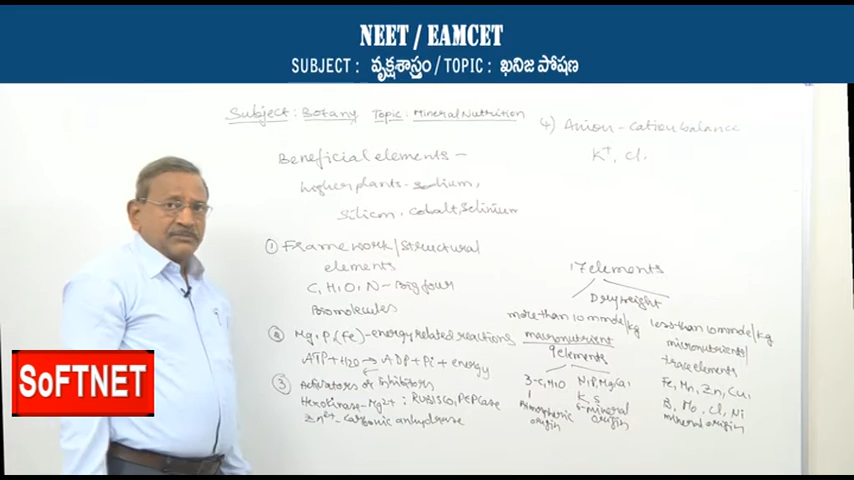 NEET / EAMCET
SUBJECT : వృక్షశాస్త్రం / TOPIC : ఖనిజ పోషణ
Subject : Botany Topic : Mineral Nutrition
Beneficial elements –
higher plants - sodium,
silicon, cobalt, selinium
① Frame work / structural
elements
C, H, O, N – Big four
Biomolecules
② Mg, P, (Fe) - energy related reactions
ATP + H2O → ADP + Pi + energy
③ Activators or Inhibitors
Hexokinase - Mg2+ : RUBISCO, PEPCase
Zn2+ - carbonic anhydrase
4) Anion - cation balance
K+, Cl.
17 elements
Dry weight
more than 10 mmole/kg
macronutrient
9 elements
3 - C, H, O
Atmospheric
origin
N, P, Mg, Ca,
K, S
6 - mineral
origin
less than 10 mmole/kg
micronutrients/
trace elements
Fe, Mn, Zn, Cu,
B, Mo, Cl, Ni
mineral origin
SoFTNET